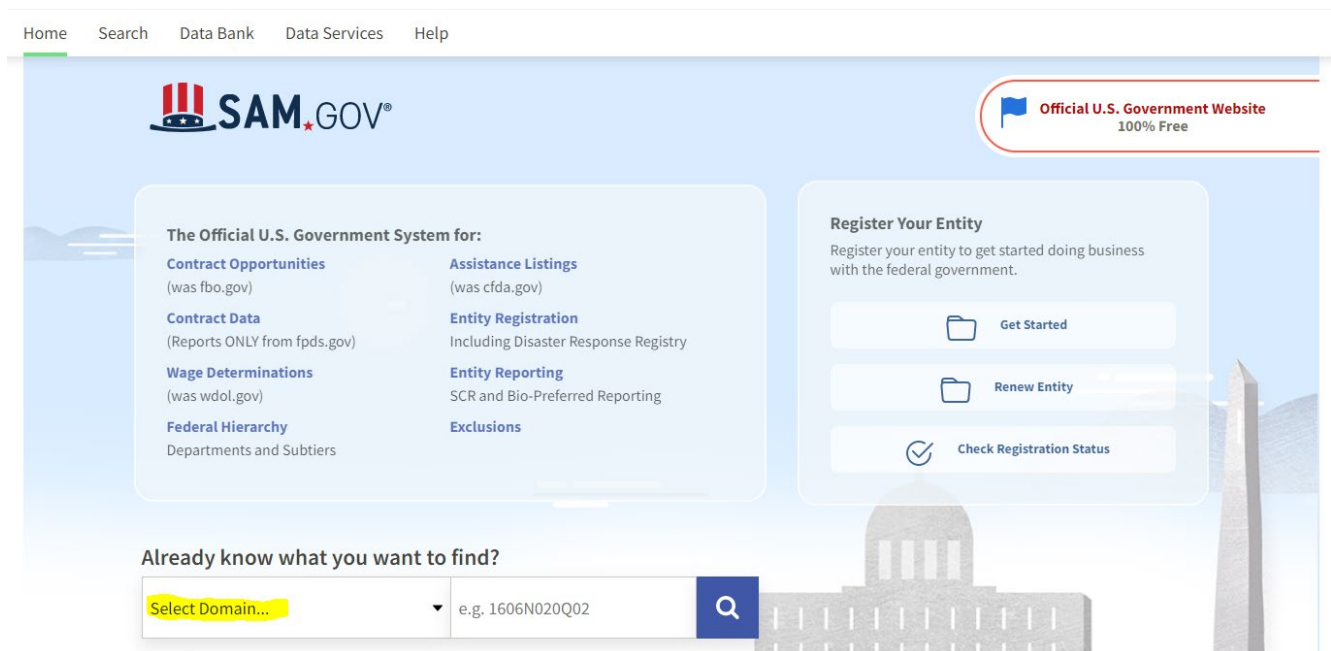 Home Search Data Bank Data Services Help
SAM.GOV®
Official U.S. Government Website
100% Free
The Official U.S. Government System for:
Contract Opportunities
(was fbo.gov)
Contract Data
(Reports ONLY from fpds.gov)
Wage Determinations
(was wdol.gov)
Federal Hierarchy
Departments and Subtiers
Assistance Listings
(was cfda.gov)
Entity Registration
Including Disaster Response Registry
Entity Reporting
SCR and Bio-Preferred Reporting
Exclusions
Register Your Entity
Register your entity to get started doing business
with the federal government.
Get Started
Renew Entity
Check Registration Status
Already know what you want to find?
Select Domain... e.g. 1606N020Q02